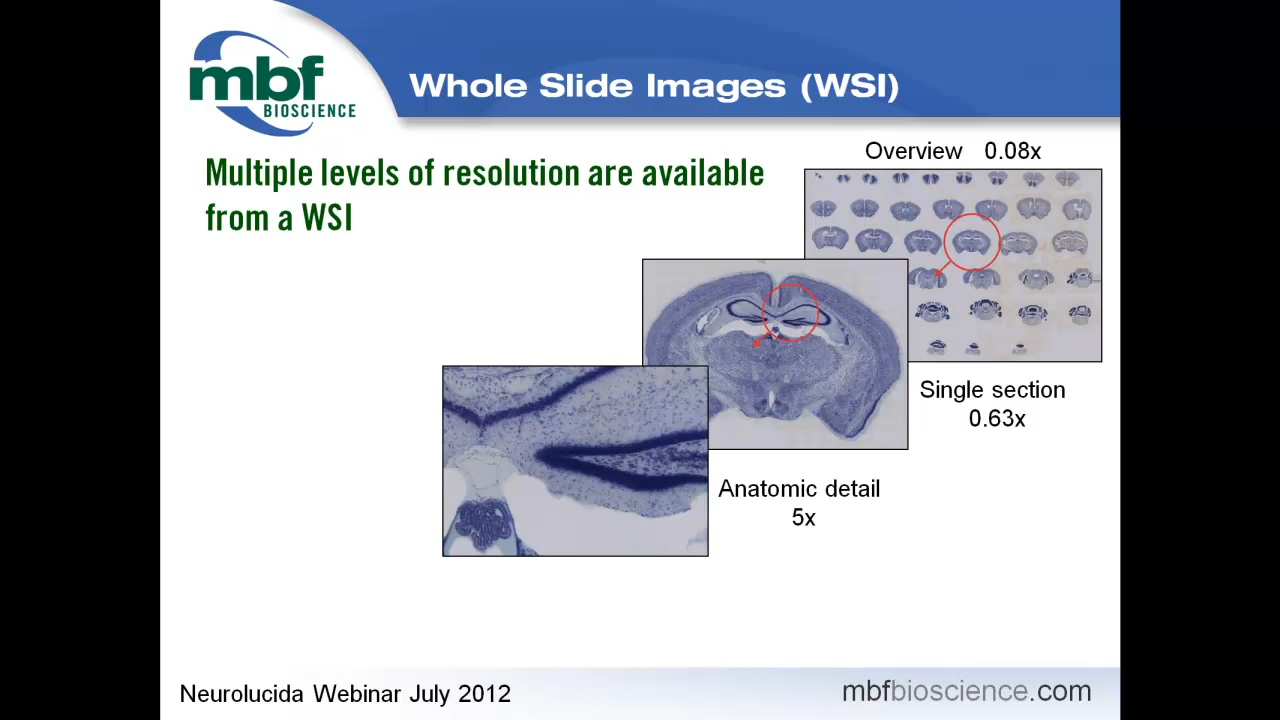 mbf
BIOSCIENCE
Whole Slide Images (WSI)
Multiple levels of resolution are available
from a WSI
Overview 0.08x
Single section
0.63x
Anatomic detail
5x
Neurolucida Webinar July 2012
mbfbioscience.com